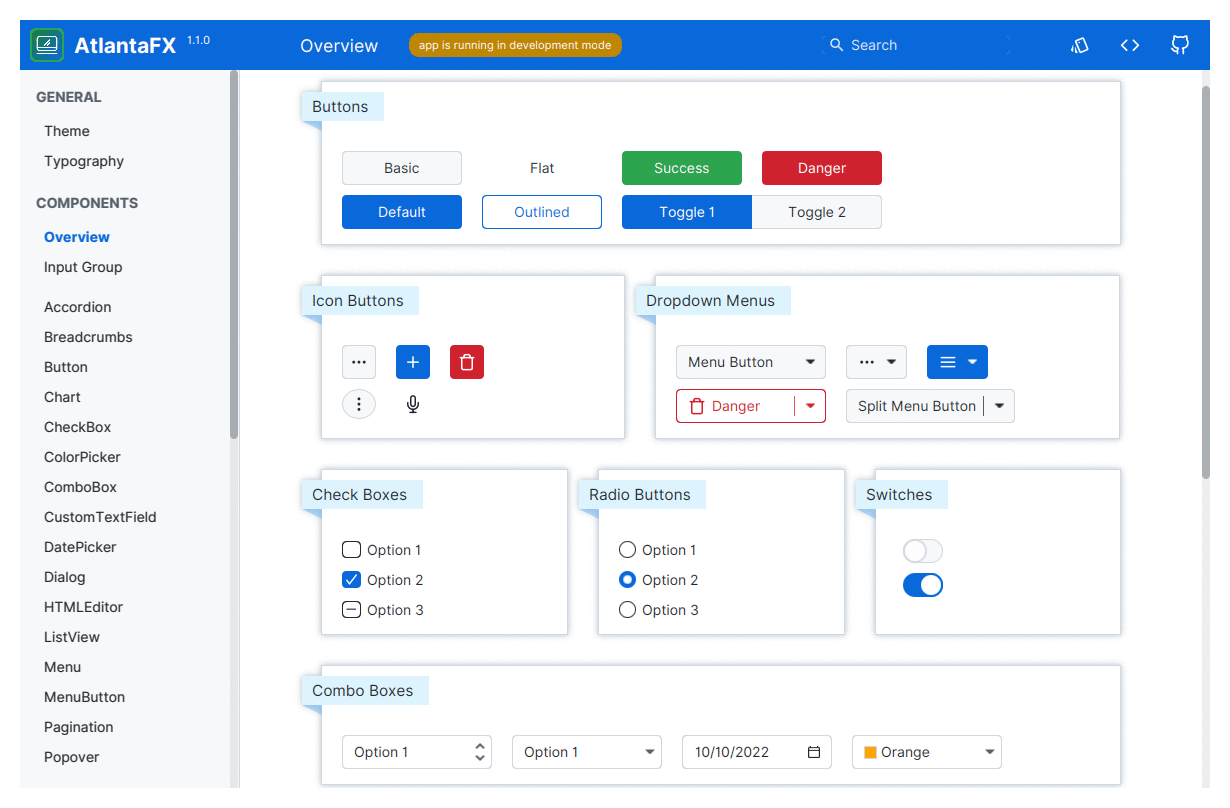 AtlantaFX 1.1.0
Overview
app is running in development mode
Search
GENERAL
Theme
Typography
COMPONENTS
Overview
Input Group
Accordion
Breadcrumbs
Button
Chart
CheckBox
ColorPicker
ComboBox
CustomTextField
DatePicker
Dialog
HTMLEditor
ListView
Menu
MenuButton
Pagination
Popover
Buttons
Basic Flat Success Danger
Default Outlined Toggle 1 Toggle 2
Icon Buttons
Dropdown Menus
Menu Button
Danger Split Menu Button
Check Boxes
Option 1
Option 2
Option 3
Radio Buttons
Option 1
Option 2
Option 3
Switches
Combo Boxes
Option 1 Option 1 10/10/2022 Orange